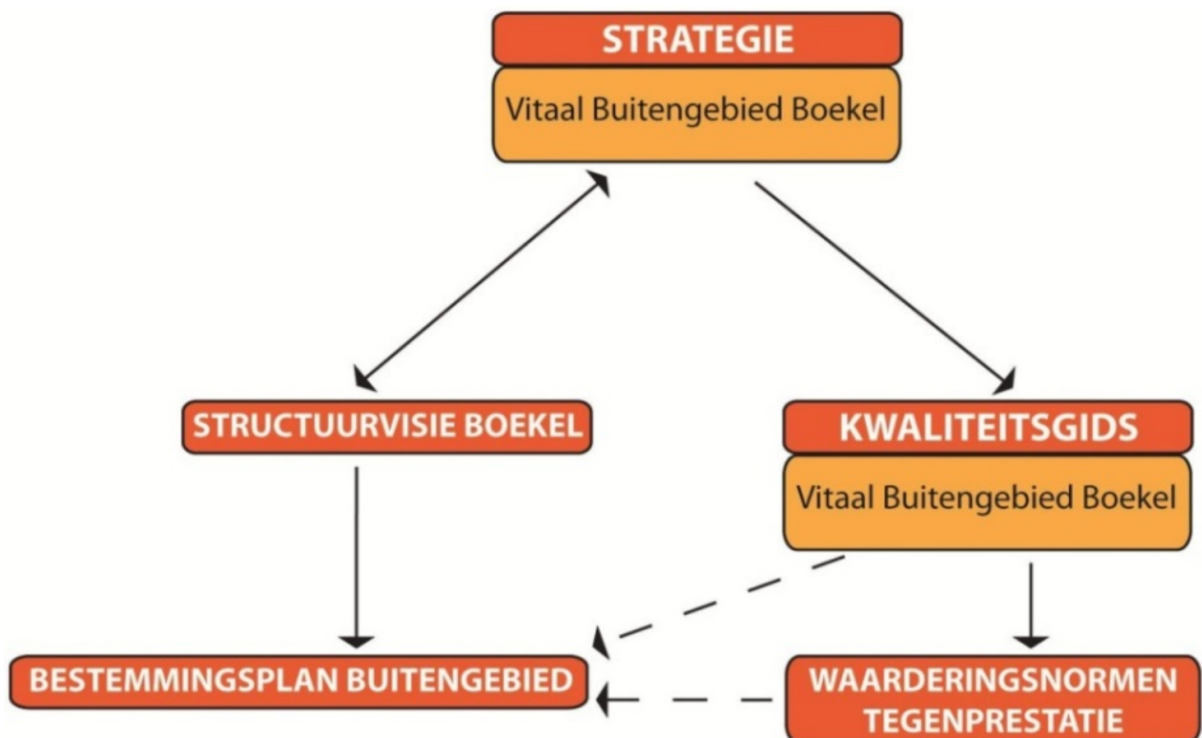 STRATEGIE
Vitaal Buitengebied Boekel
STRUCTUURVISIE BOEKEL
KWALITEITSGIDS
Vitaal Buitengebied Boekel
BESTEMMINGSPLAN BUITENGEBIED
WAARDERINGSNORMEN
TEGENPRESTATIE